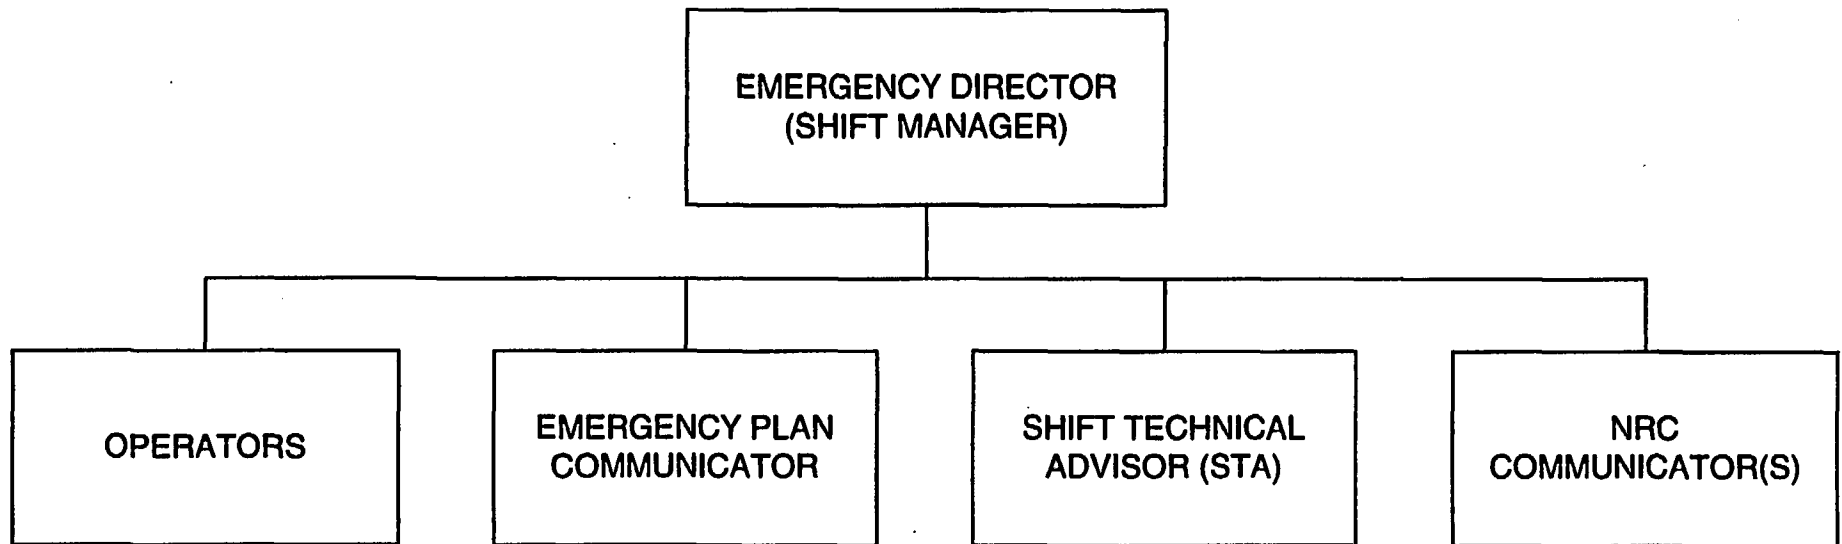 EMERGENCY DIRECTOR
(SHIFT MANAGER)
OPERATORS
EMERGENCY PLAN
COMMUNICATOR
SHIFT TECHNICAL
ADVISOR (STA)
NRC
COMMUNICATOR(S)